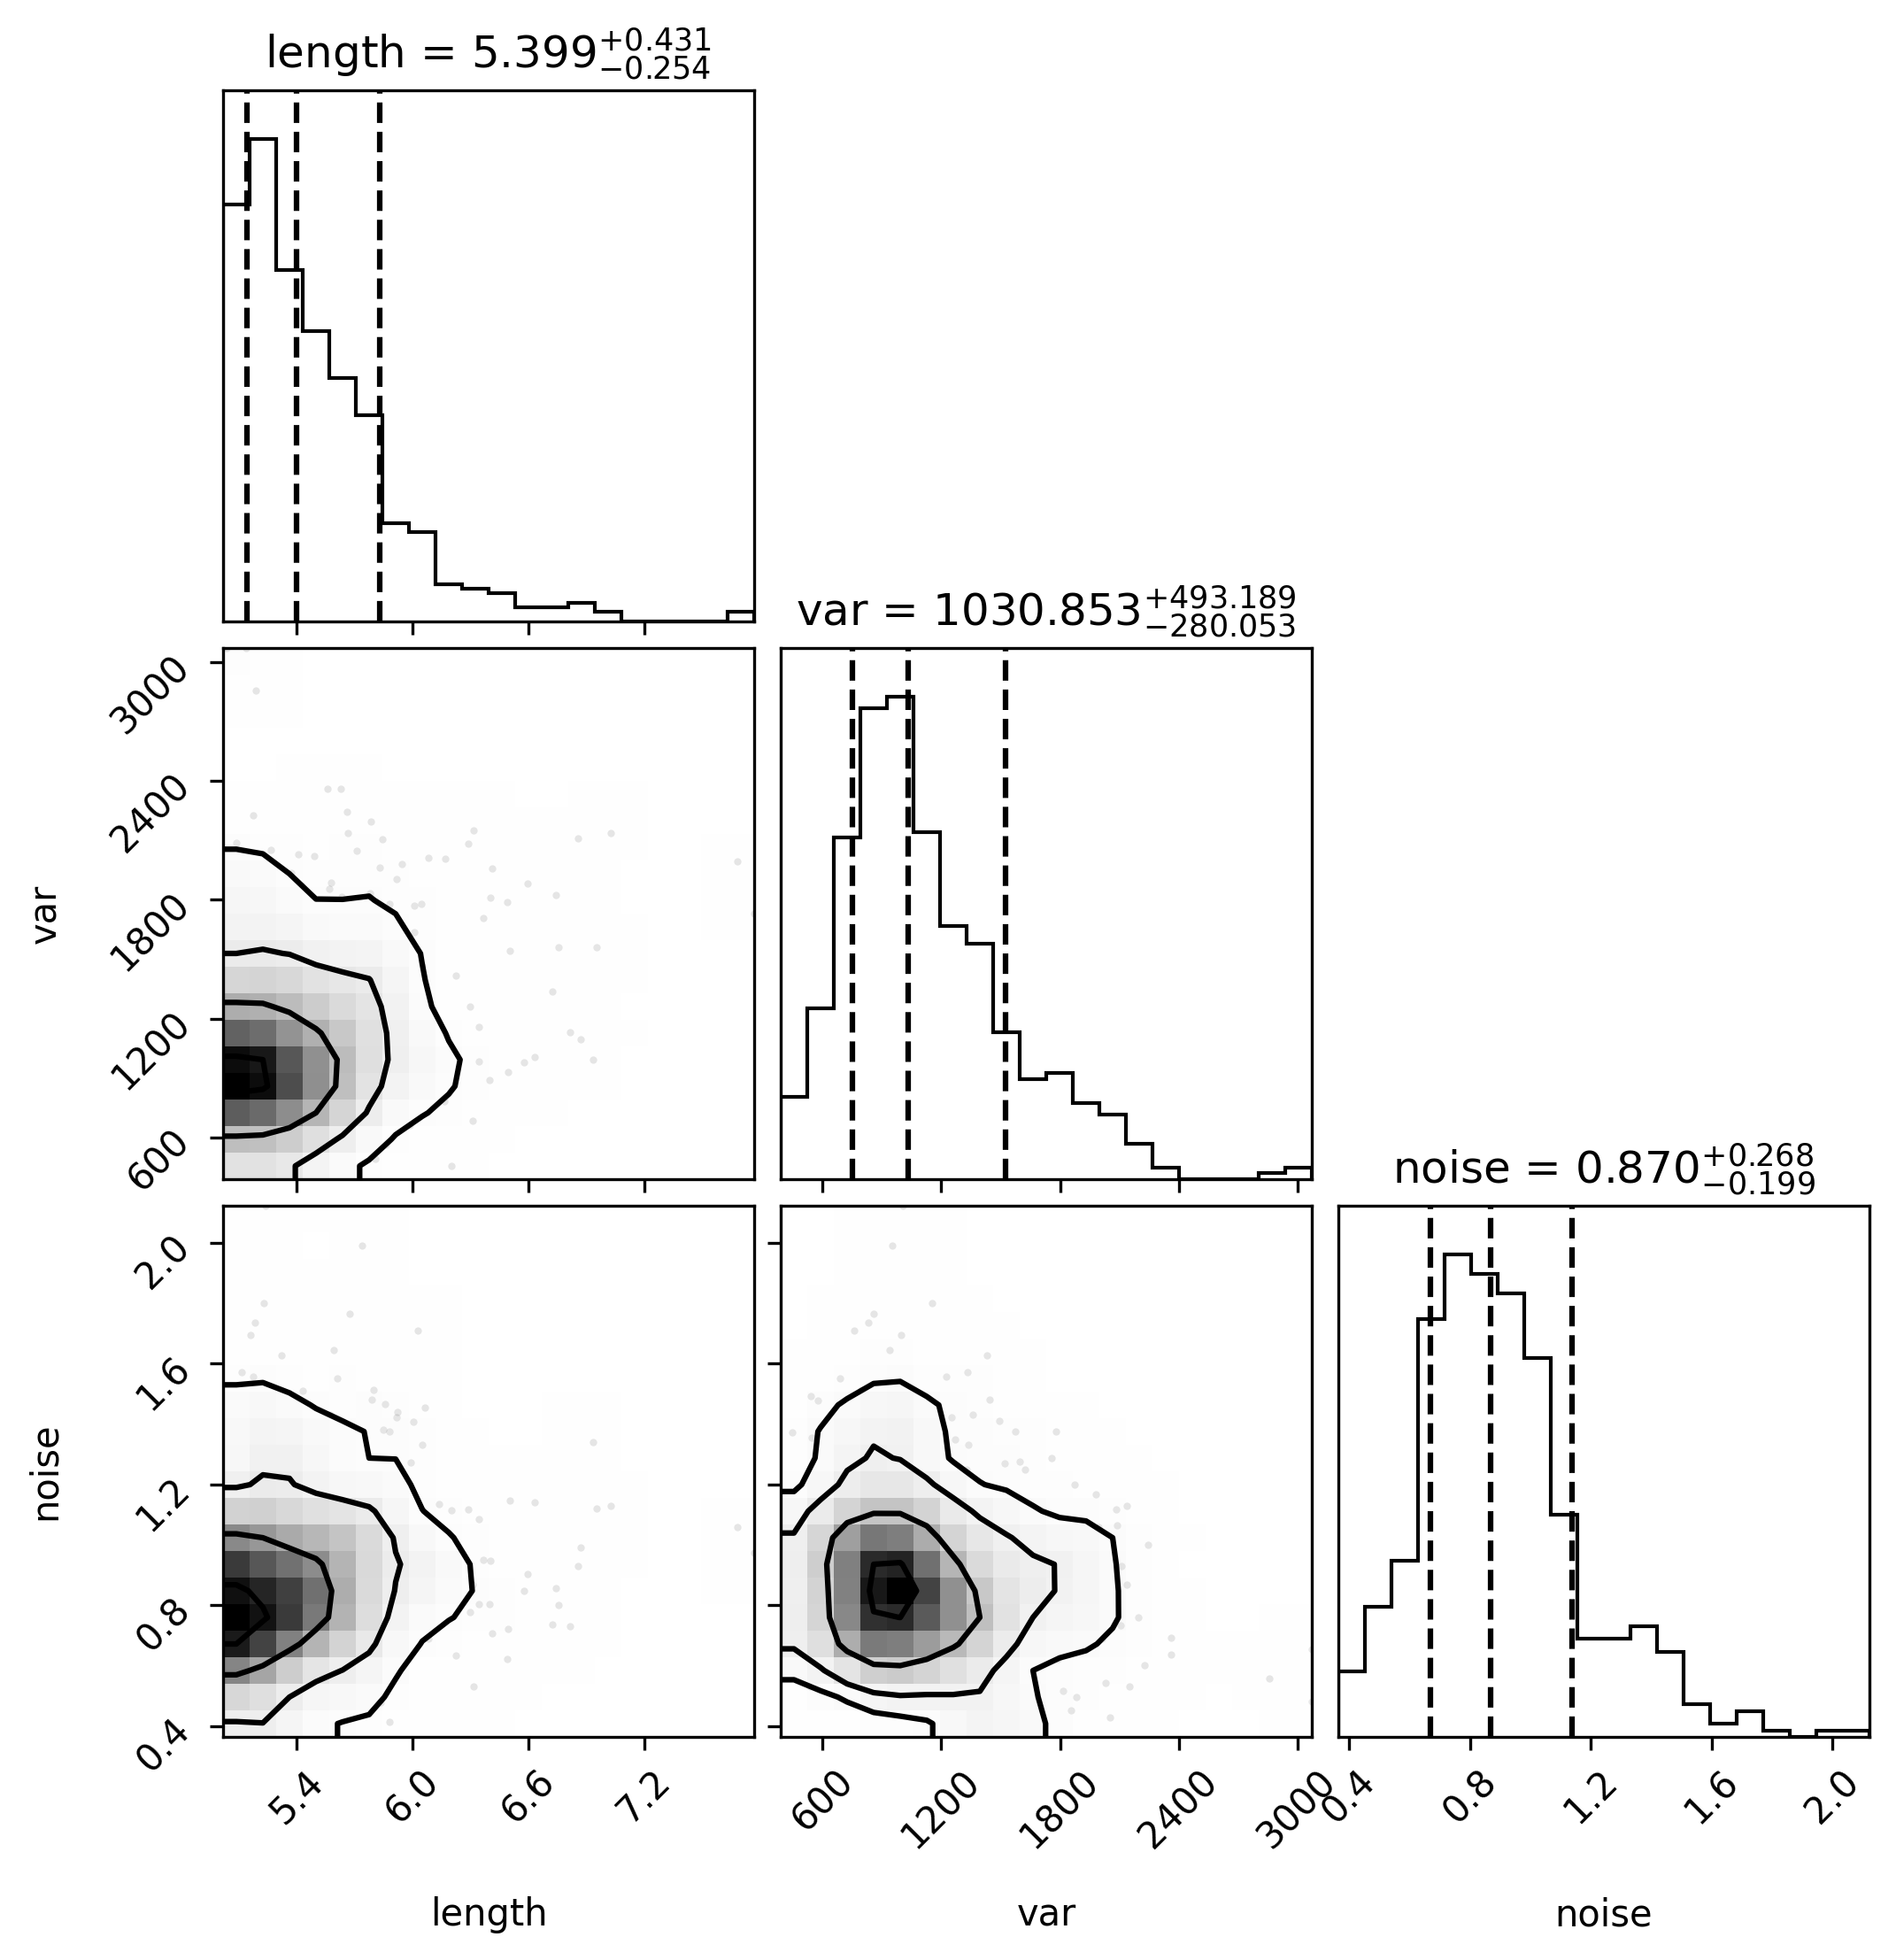 length = 5.399+0.431−0.254
var = 1030.853+493.189−280.053
3000
2400
1800
1200
600
var
noise = 0.870+0.268−0.199
2.0
1.6
1.2
0.8
0.4
noise
5.4 6.0 6.6 7.2
600 1200 1800 2400 3000
0.4 0.8 1.2 1.6 2.0
length
var
noise